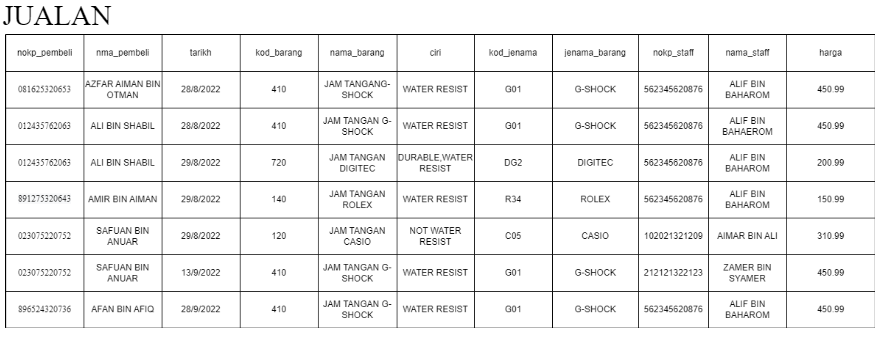 JUALAN
nokp_pembeli nma_pembeli tarikh kod_barang nama_barang ciri kod_jenama jenama_barang nokp_staff nama_staff harga
081625320653 AZFAR AIMAN BIN OTMAN 28/8/2022 410 JAM TANGANG-SHOCK WATER RESIST G01 G-SHOCK 562345620876 ALIF BIN BAHAROM 450.99
012435762063 ALI BIN SHABIL 28/8/2022 410 JAM TANGAN G-SHOCK WATER RESIST G01 G-SHOCK 562345620876 ALIF BIN BAHAEROM 450.99
012435762063 ALI BIN SHABIL 29/8/2022 720 JAM TANGAN DIGITEC DURABLE,WATER RESIST DG2 DIGITEC 562345620876 ALIF BIN BAHAROM 200.99
891275320643 AMIR BIN AIMAN 29/8/2022 140 JAM TANGAN ROLEX WATER RESIST R34 ROLEX 562345620876 ALIF BIN BAHAROM 150.99
023075220752 SAFUAN BIN ANUAR 29/8/2022 120 JAM TANGAN CASIO NOT WATER RESIST C05 CASIO 102021321209 AIMAR BIN ALI 310.99
023075220752 SAFUAN BIN ANUAR 13/9/2022 410 JAM TANGAN G-SHOCK WATER RESIST G01 G-SHOCK 212121322123 ZAMER BIN SYAMER 450.99
896524320736 AFAN BIN AFIQ 28/9/2022 410 JAM TANGAN G-SHOCK WATER RESIST G01 G-SHOCK 562345620876 ALIF BIN BAHAROM 450.99